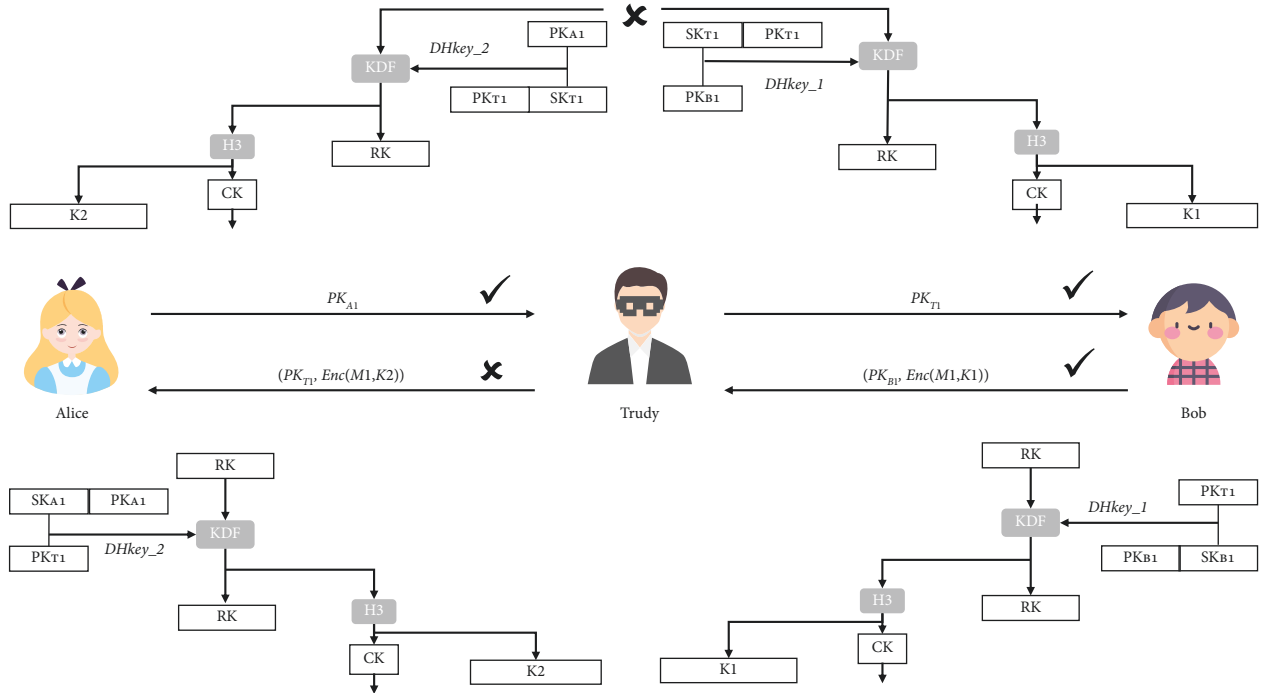 PKA1
SKT1 PKT1
DHkey_2
KDF
KDF
DHkey_1
PKT1 SKT1
PKB1
H3
H3
RK
RK
CK
CK
K2
K1
PKA1
PKT1
(PKT1, Enc(M1,K2))
(PKB1, Enc(M1,K1))
Alice
Trudy
Bob
RK
RK
SKA1 PKA1
PKT1
DHkey_1
KDF
KDF
DHkey_2
PKT1
PKB1 SKB1
H3
H3
RK
RK
CK
CK
K2
K1